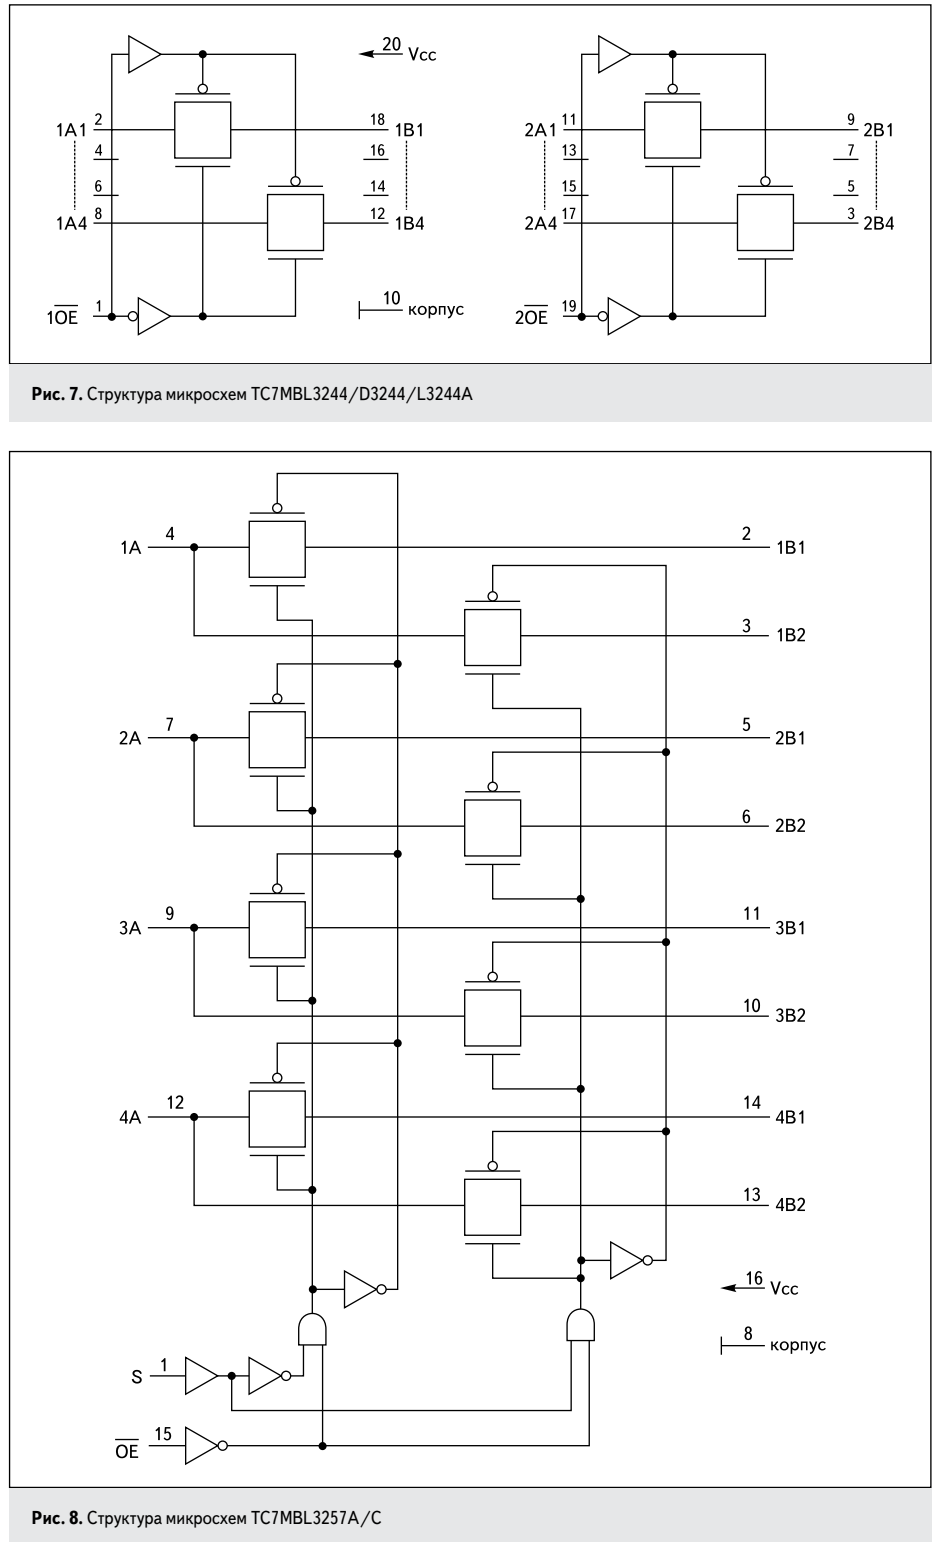 20 Vcc
1A1 2 18 1B1
4 16
6 14
1A4 8 12 1B4
1OE 1
10 корпус
2A1 11 9 2B1
13 7
15 5
2A4 17 3 2B4
2OE 19
Рис. 7. Структура микросхем TC7MBL3244/D3244/L3244A
1A 4 2 1B1
3 1B2
2A 7 5 2B1
6 2B2
3A 9 11 3B1
10 3B2
4A 12 14 4B1
13 4B2
16 Vcc
8 корпус
S 1
OE 15
Рис. 8. Структура микросхем TC7MBL3257A/C